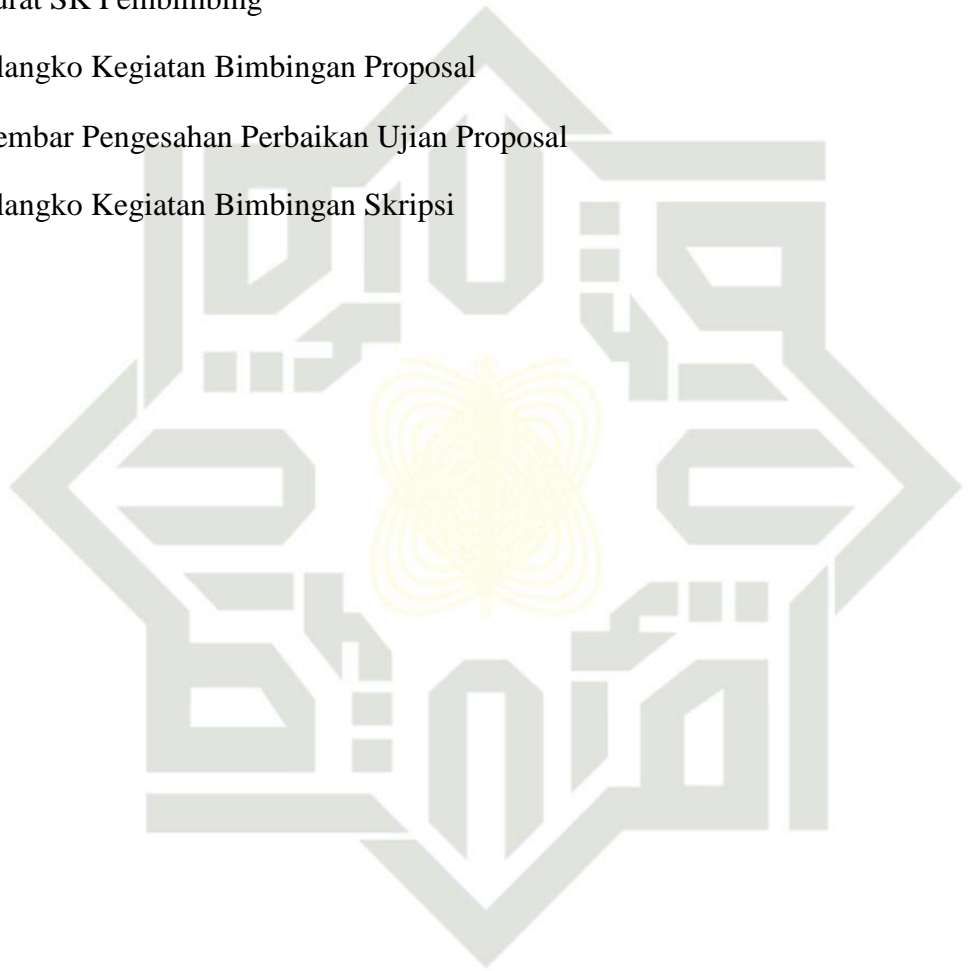 urat SK Pembimbing
langko Kegiatan Bimbingan Proposal
embar Pengesahan Perbaikan Ujian Proposal
langko Kegiatan Bimbingan Skripsi